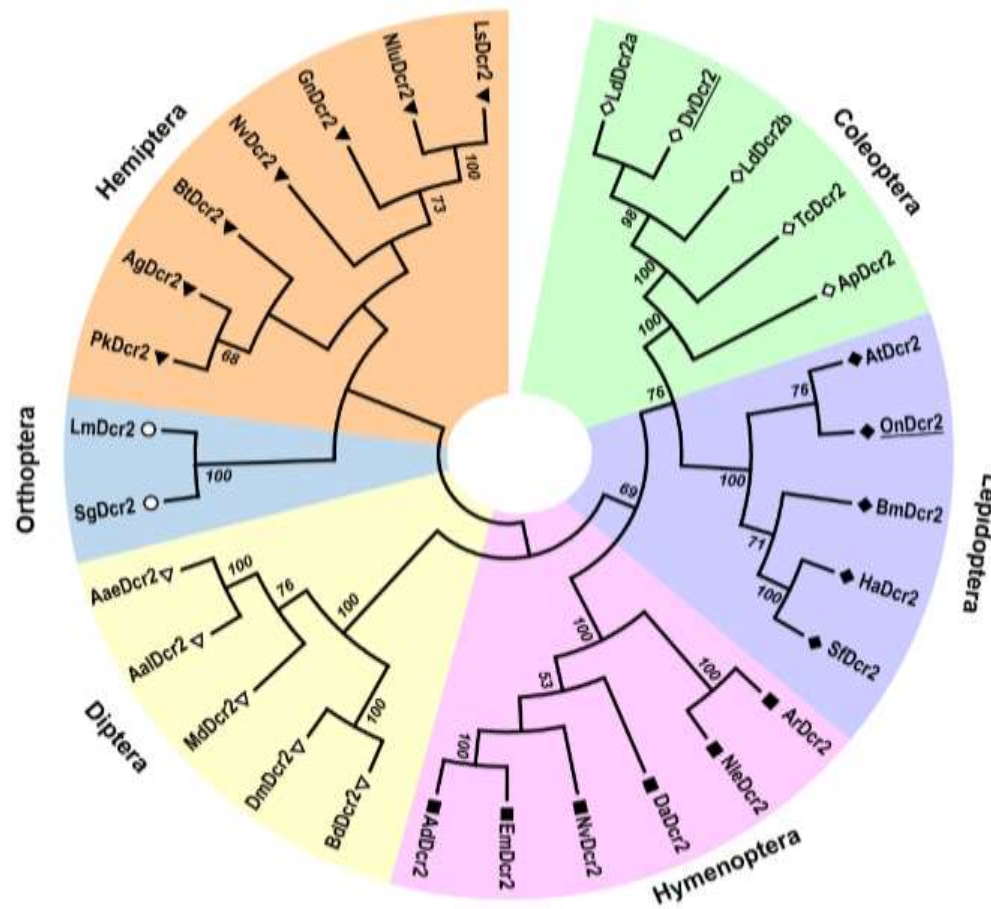 Hemiptera
LsDcr2
NluDcr2
GnDcr2
NvDcr2
BtDcr2
AgDcr2
PkDcr2
100
73
68
Coleoptera
LdDcr2a
DvDcr2
LdDcr2b
TcDcr2
ApDcr2
98
100
100
76
Lepidoptera
AtDcr2
OnDcr2
BmDcr2
HaDcr2
SfDcr2
76
100
71
100
69
Orthoptera
LmDcr2
SgDcr2
100
Diptera
AaeDcr2
AalDcr2
MdDcr2
DmDcr2
BdDcr2
100
76
100
100
Hymenoptera
ArDcr2
NleDcr2
DaDcr2
NvDcr2
EmDcr2
AdDcr2
100
100
53
100